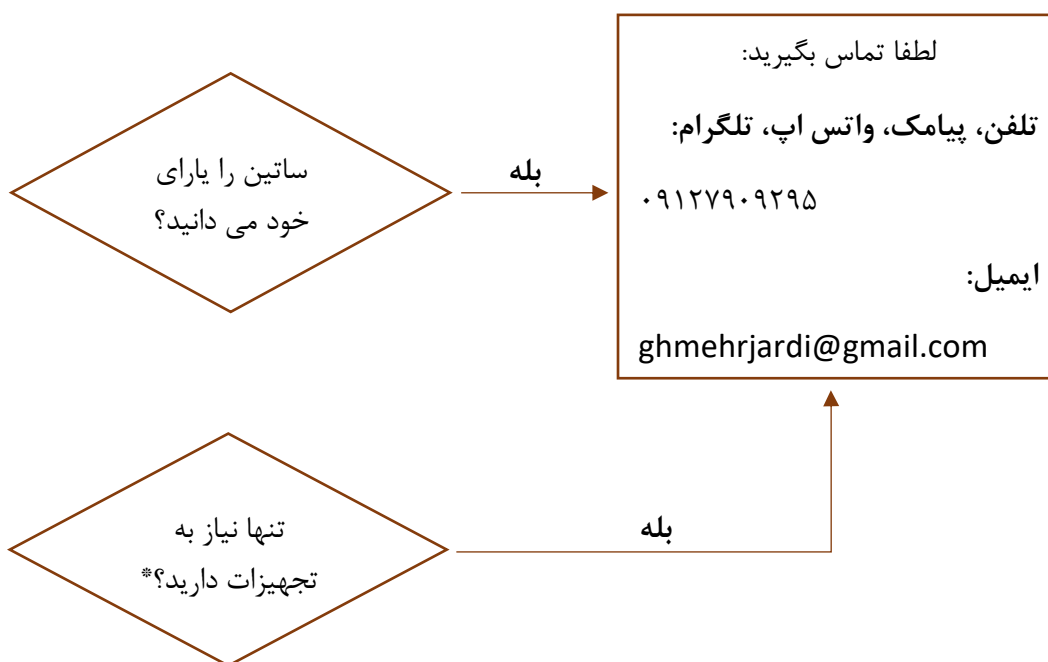 لطفا تماس بگیرید:
تلفن، پیامک، واتس اپ، تلگرام:
۰۹۱۲۷۹۰۹۲۹۵
ایمیل:
ghmehrjardi@gmail.com
بله
ساتین را یارای
خود می دانید؟
بله
تنها نیاز به
تجهیزات دارید؟*